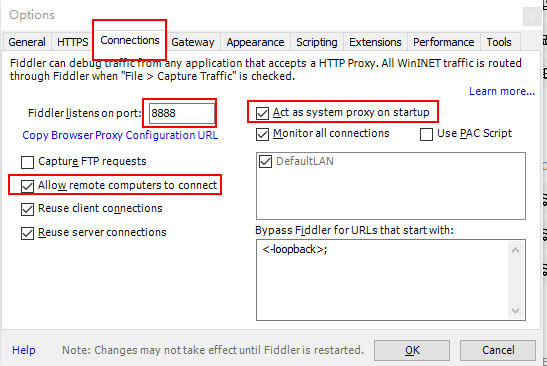 Options
General HTTPS Connections Gateway Appearance Scripting Extensions Performance Tools
Fiddler can debug traffic from any application that accepts a HTTP Proxy. All WinINET traffic is routed
through Fiddler when "File > Capture Traffic" is checked.
Learn more...
Fiddler listens on port: 8888
Act as system proxy on startup
Copy Browser Proxy Configuration URL
Monitor all connections
Use PAC Script
Capture FTP requests
DefaultLAN
Allow remote computers to connect
Reuse client connections
Reuse server connections
Bypass Fiddler for URLs that start with:
<-loopback>;
Help
Note: Changes may not take effect until Fiddler is restarted.
OK
Cancel